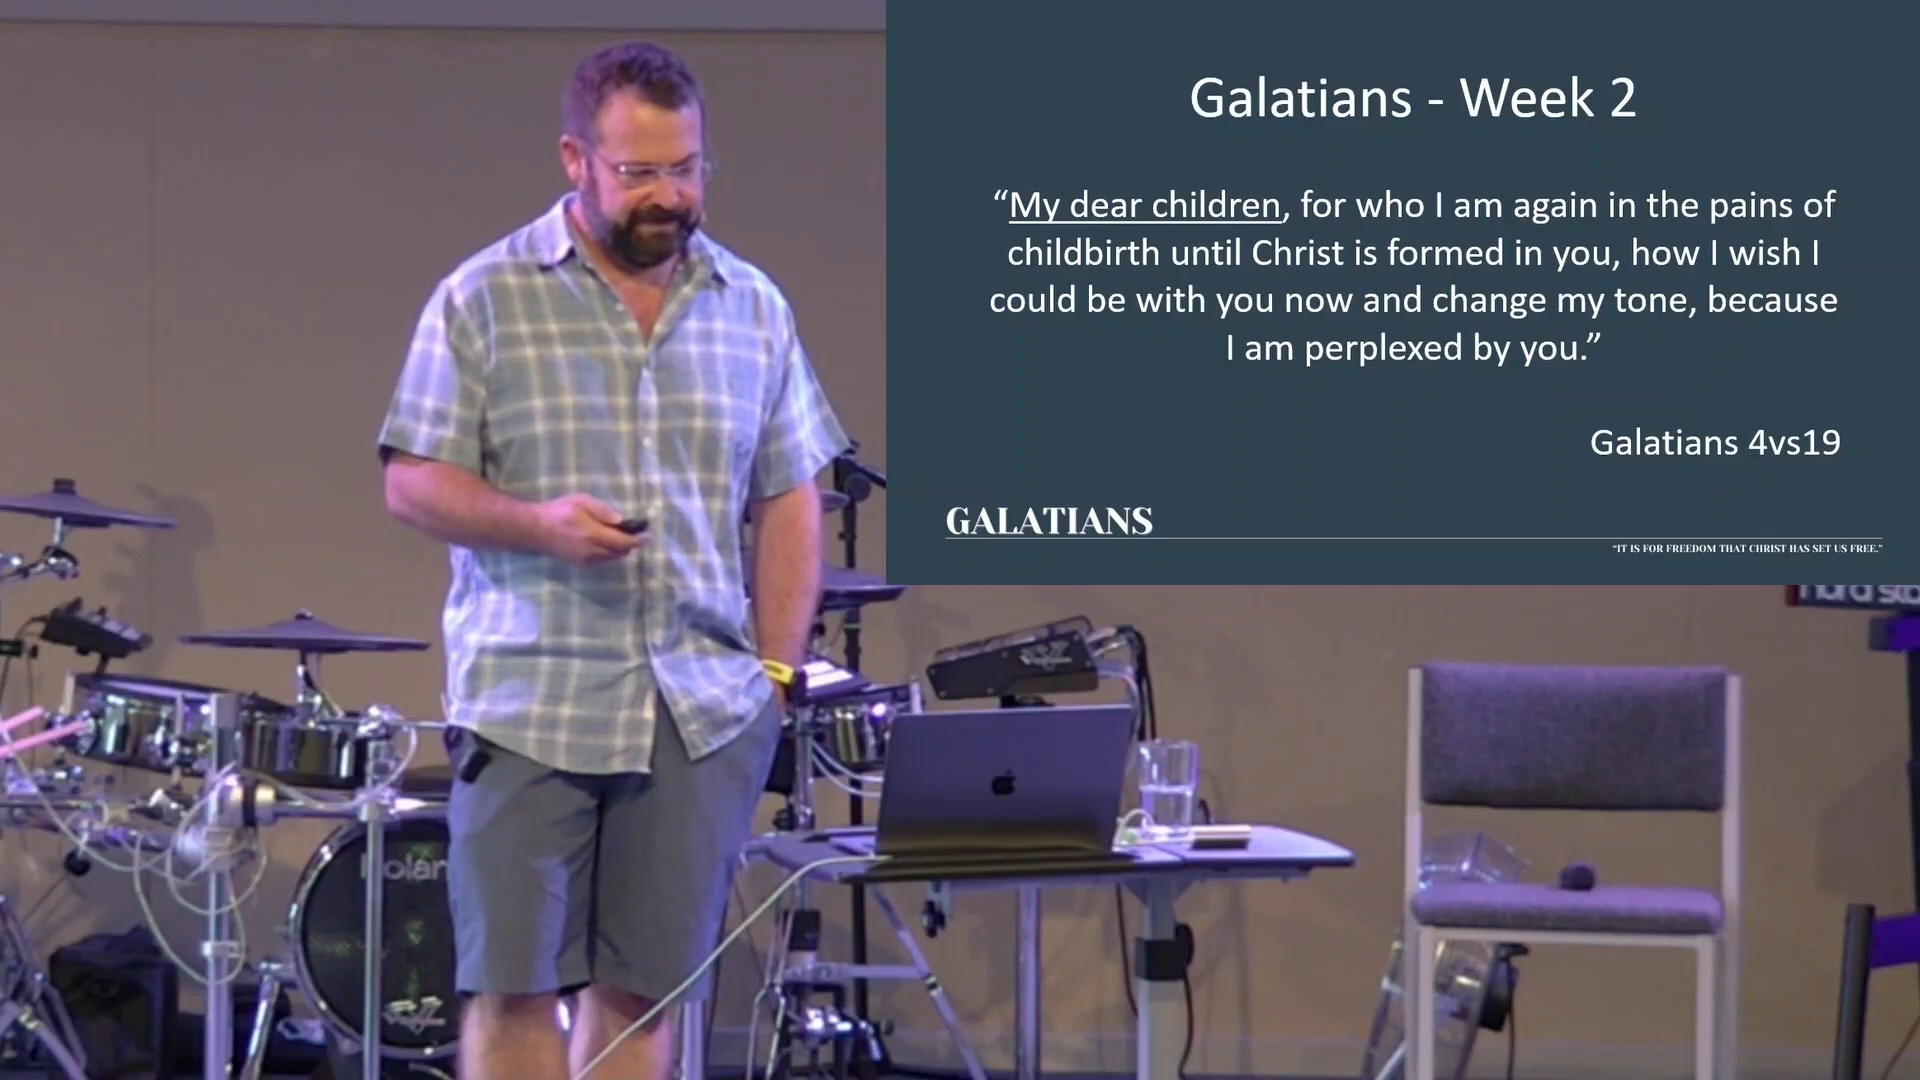 Galatians - Week 2
“My dear children, for who I am again in the pains of
childbirth until Christ is formed in you, how I wish I
could be with you now and change my tone, because
I am perplexed by you.”
Galatians 4vs19
GALATIANS
“IT IS FOR FREEDOM THAT CHRIST HAS SET US FREE.”